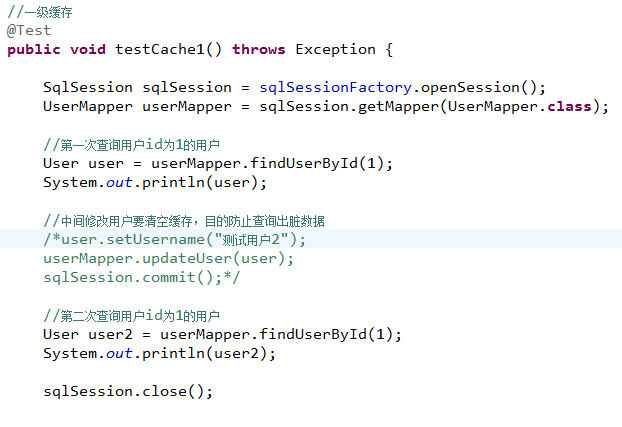 //一级缓存
@Test
public void testCache1() throws Exception {
SqlSession sqlSession = sqlSessionFactory.openSession();
UserMapper userMapper = sqlSession.getMapper(UserMapper.class);
//第一次查询用户id为1的用户
User user = userMapper.findUserById(1);
System.out.println(user);
//中间修改用户要清空缓存，目的防止查询出脏数据
/*user.setUsername("测试用户2");
userMapper.updateUser(user);
sqlSession.commit();*/
//第二次查询用户id为1的用户
User user2 = userMapper.findUserById(1);
System.out.println(user2);
sqlSession.close();